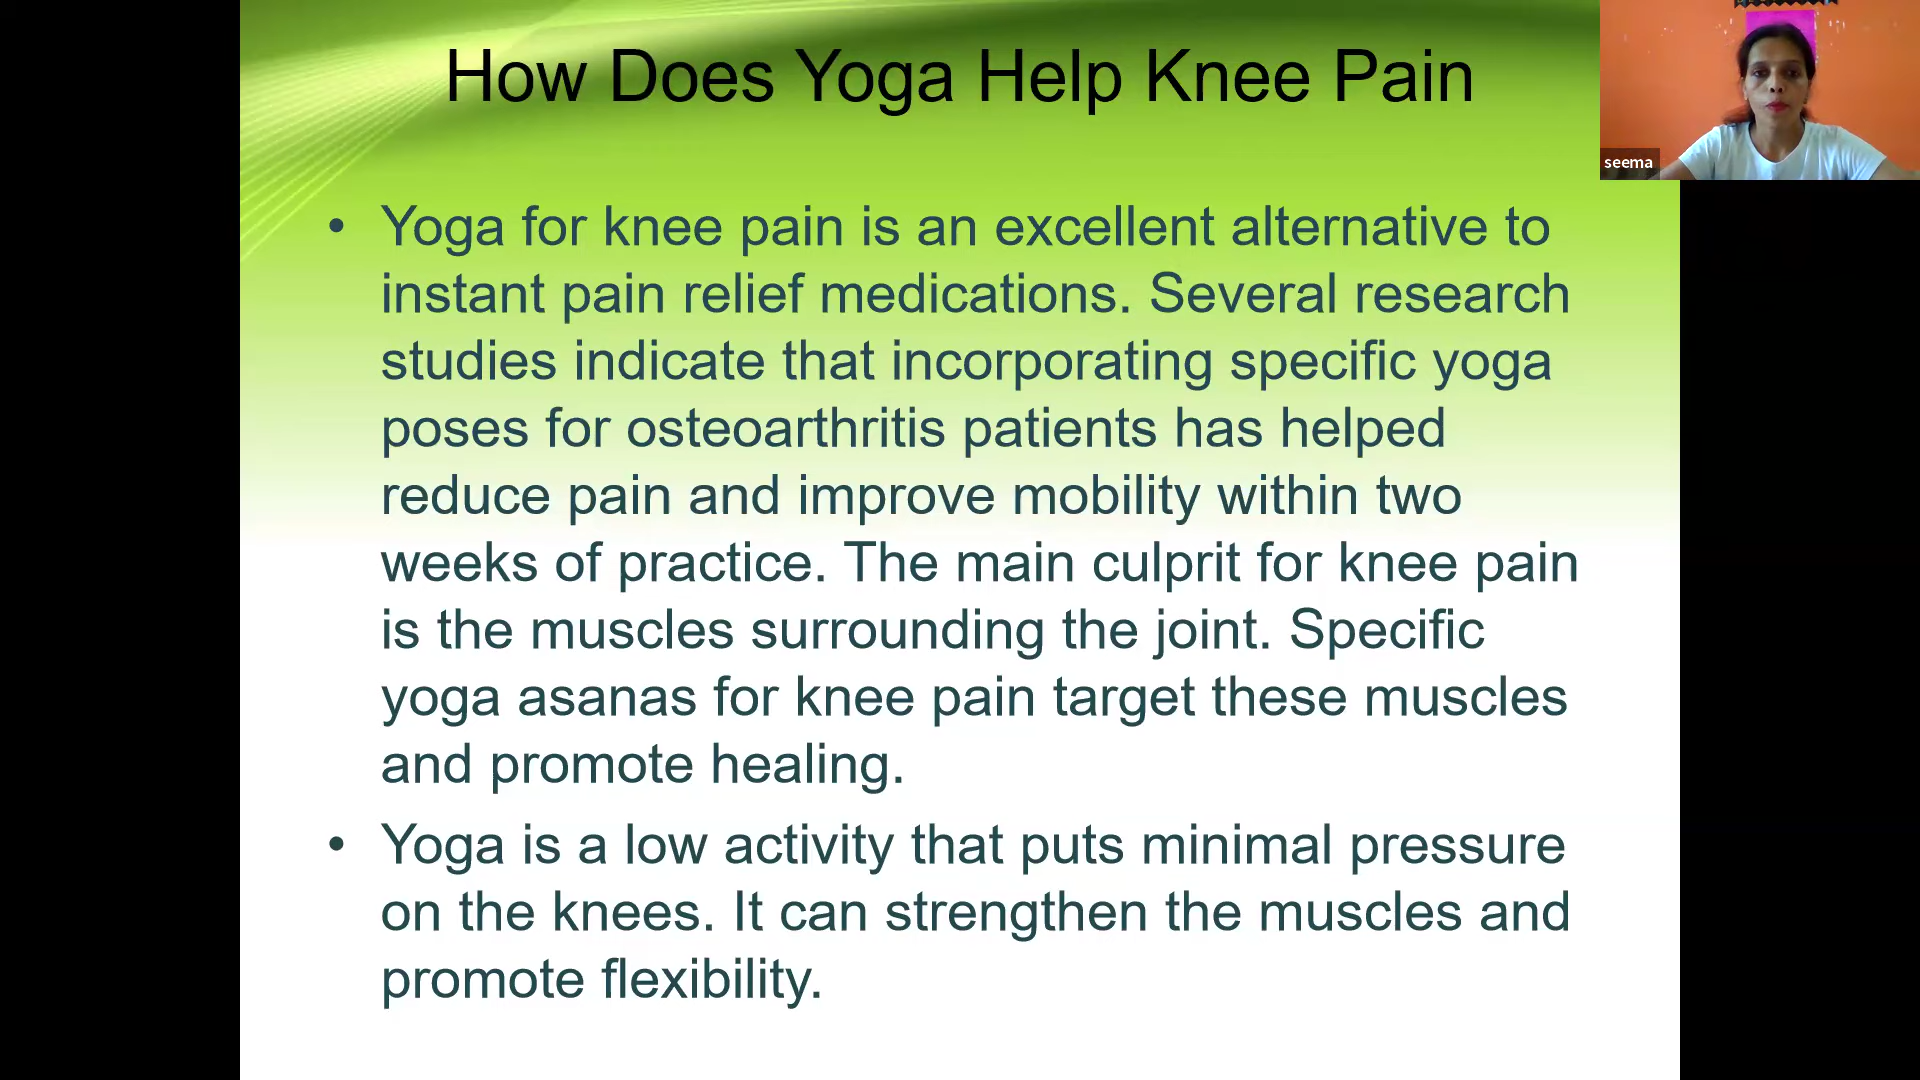 How Does Yoga Help Knee Pain
seema
• Yoga for knee pain is an excellent alternative to
instant pain relief medications. Several research
studies indicate that incorporating specific yoga
poses for osteoarthritis patients has helped
reduce pain and improve mobility within two
weeks of practice. The main culprit for knee pain
is the muscles surrounding the joint. Specific
yoga asanas for knee pain target these muscles
and promote healing.
• Yoga is a low activity that puts minimal pressure
on the knees. It can strengthen the muscles and
promote flexibility.